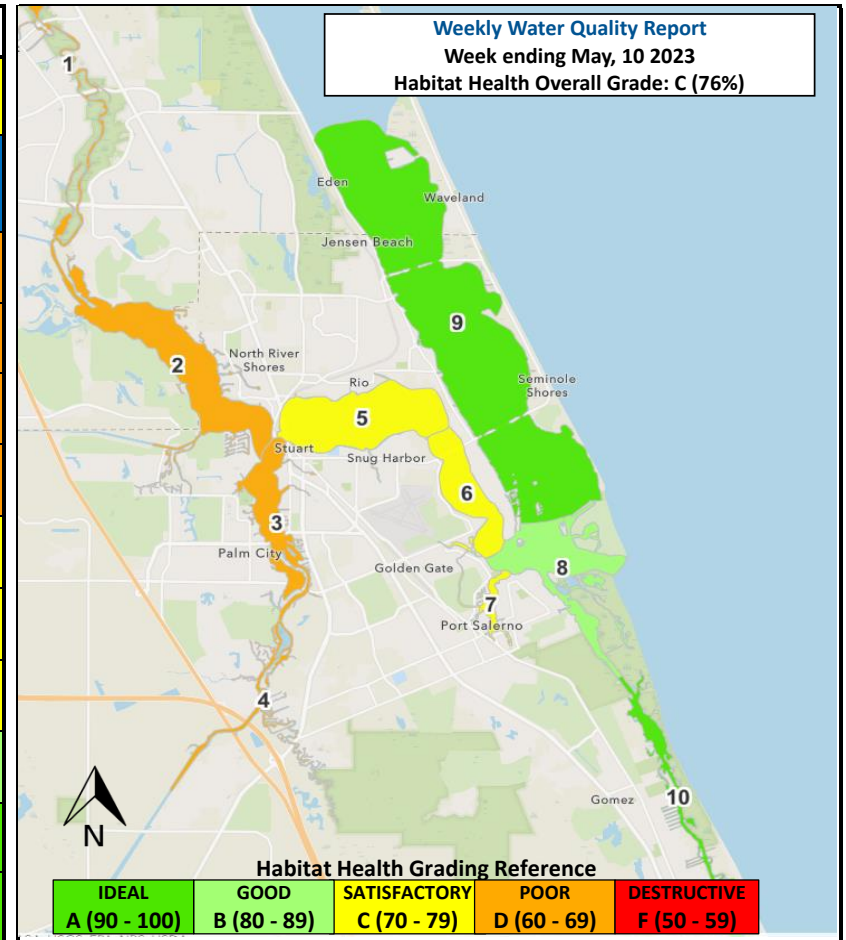 Weekly Water Quality Report
Week ending May, 10 2023
Habitat Health Overall Grade: C (76%)
1
Eden
Waveland
Jensen Beach
9
2
North River
Shores
Rio
Seminole
Shores
5
Stuart
Snug Harbor
6
3
Palm City
Golden Gate
8
7
Port Salerno
4
Gomez
10
N
Habitat Health Grading Reference
IDEAL GOOD SATISFACTORY POOR DESTRUCTIVE
A (90 - 100) B (80 - 89) C (70 - 79) D (60 - 69) F (50 - 59)